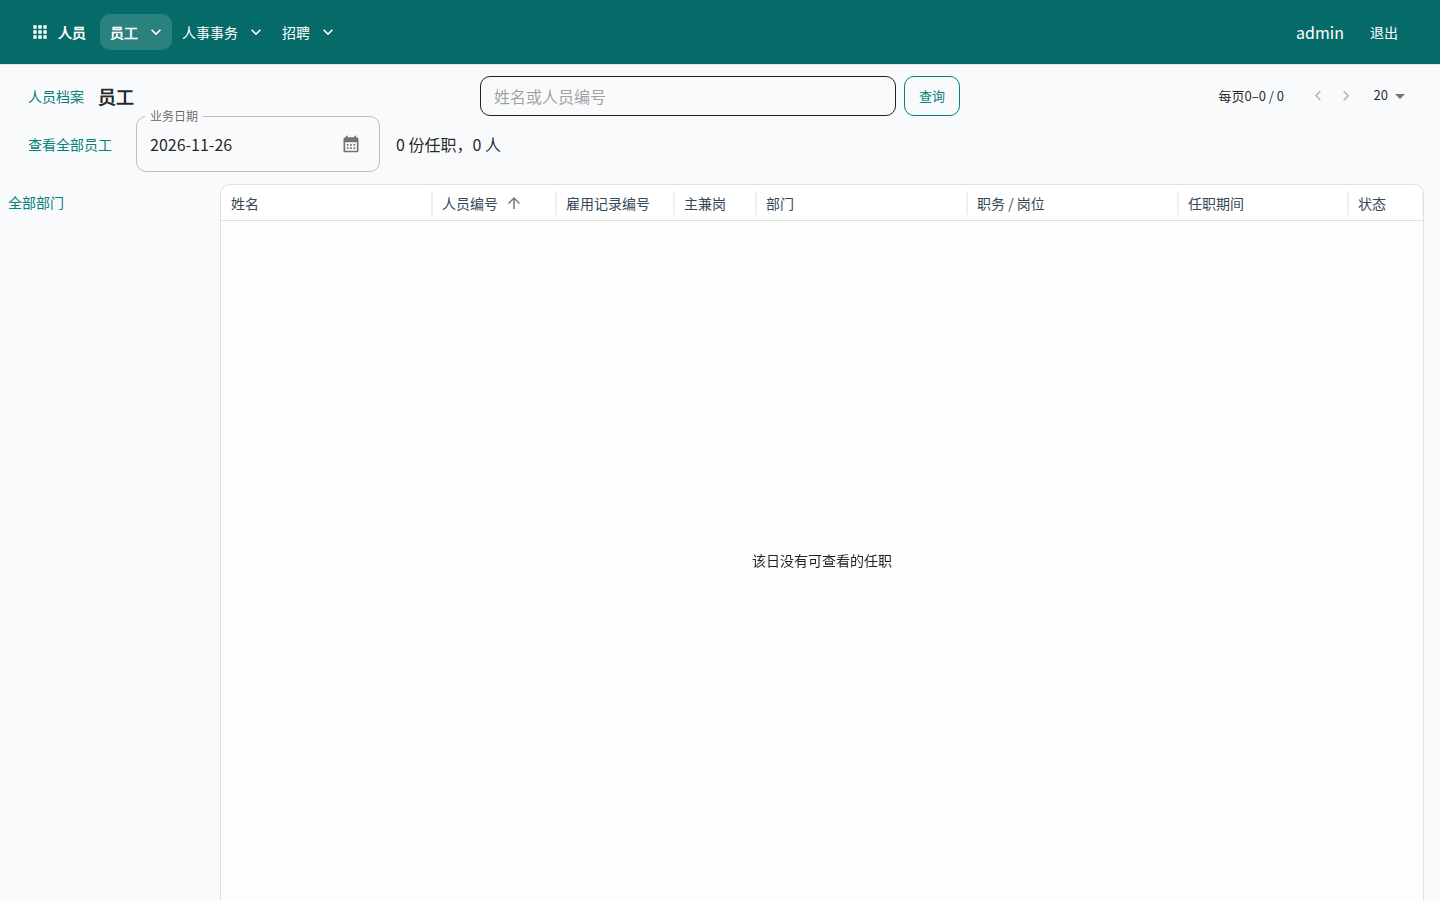 人员 员工 人事事务 招聘 admin 退出
人员档案 员工 姓名或人员编号 查询 每页0–0 / 0 20
业务日期
查看全部员工 2026-11-26 0 份任职，0 人
全部部门 姓名 人员编号 雇用记录编号 主兼岗 部门 职务 / 岗位 任职期间 状态
该日没有可查看的任职